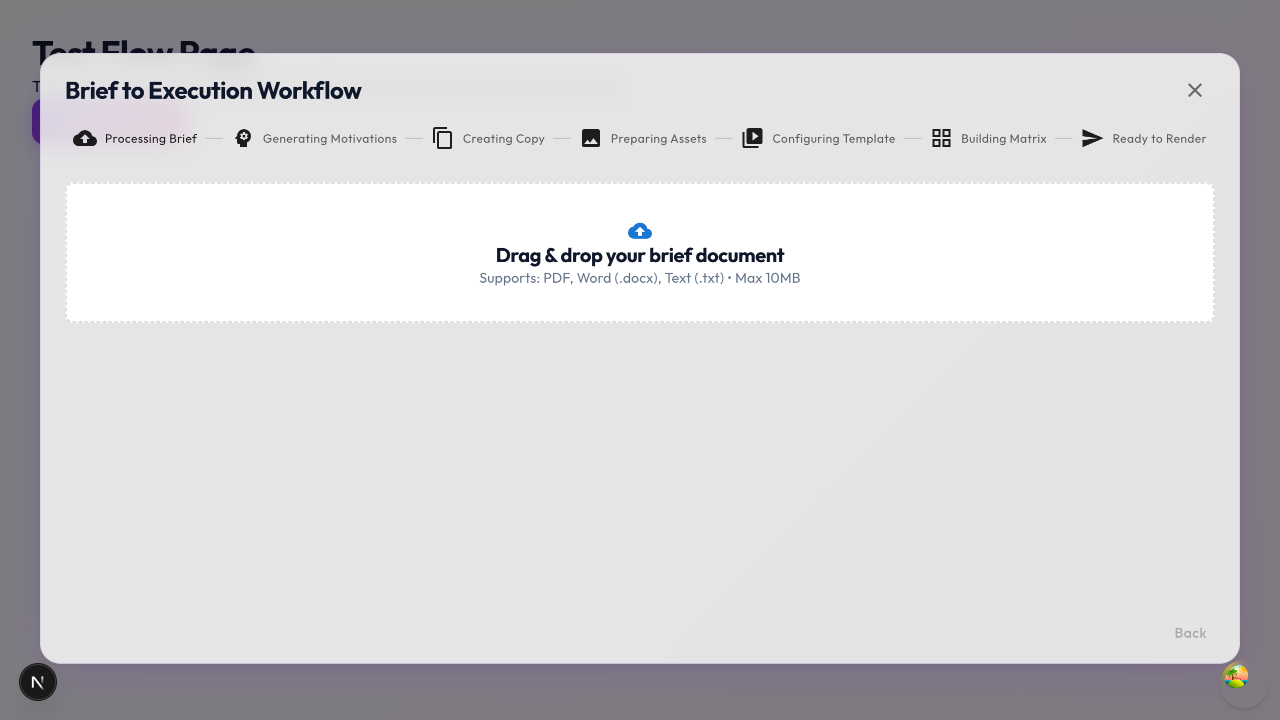 Test Flow Page
Brief to Execution Workflow
Processing Brief
Generating Motivations
Creating Copy
Preparing Assets
Configuring Template
Building Matrix
Ready to Render
Drag & drop your brief document
Supports: PDF, Word (.docx), Text (.txt) • Max 10MB
Back
N